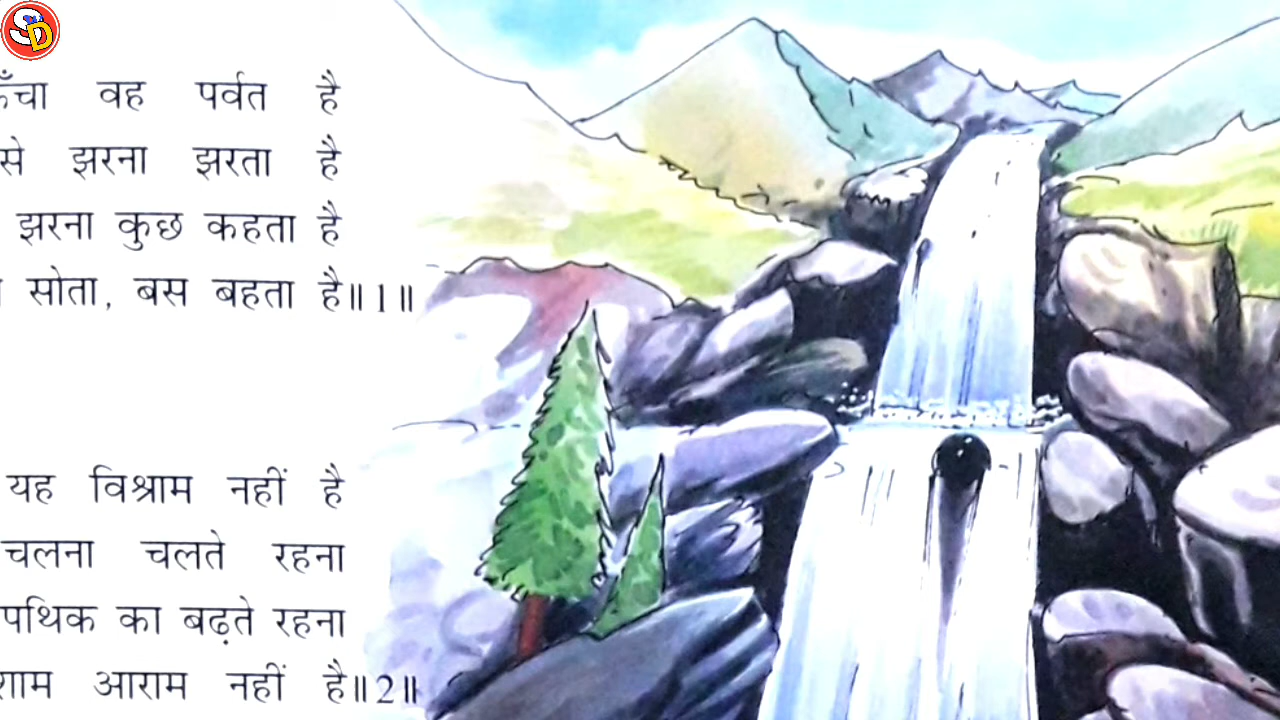 SD
वह पर्वत है
से झरना झरता है
झरना कुछ कहता है
सोता, बस बहता है॥1॥
यह विश्राम नहीं है
चलना चलते रहना
पथिक का बढ़ते रहना
आराम नहीं है॥2॥